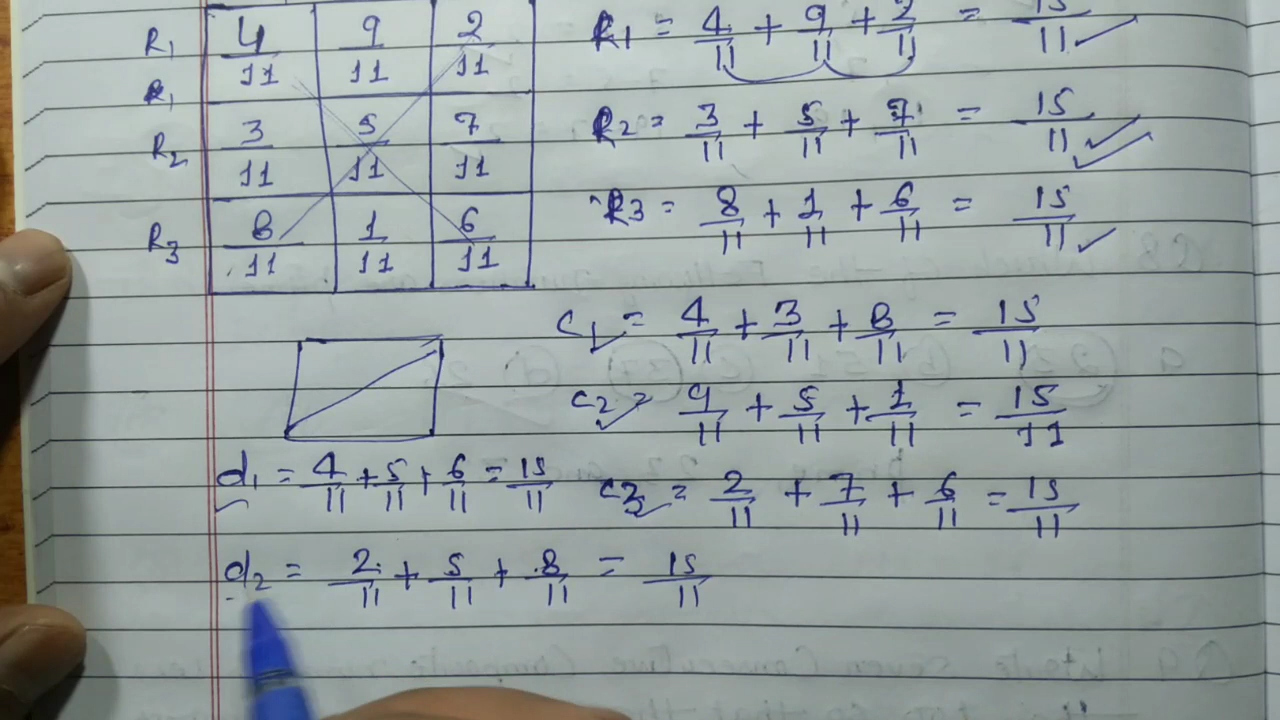 R1 4/11 9/11 2/11
R1
R2 3/11 5/11 7/11
R3 8/11 1/11 6/11
R1 = 4/11 + 9/11 + 2/11 = 15/11 ✓
R2 = 3/11 + 5/11 + 7/11 = 15/11 ✓✓
R3 = 8/11 + 1/11 + 6/11 = 15/11 ✓
C1 ✓ = 4/11 + 3/11 + 8/11 = 15/11
C2 ✓ = 9/11 + 5/11 + 1/11 = 15/11
C3 ✓ = 2/11 + 7/11 + 6/11 = 15/11
d1 = 4/11 + 5/11 + 6/11 = 15/11
d2 = 2/11 + 5/11 + 8/11 = 15/11